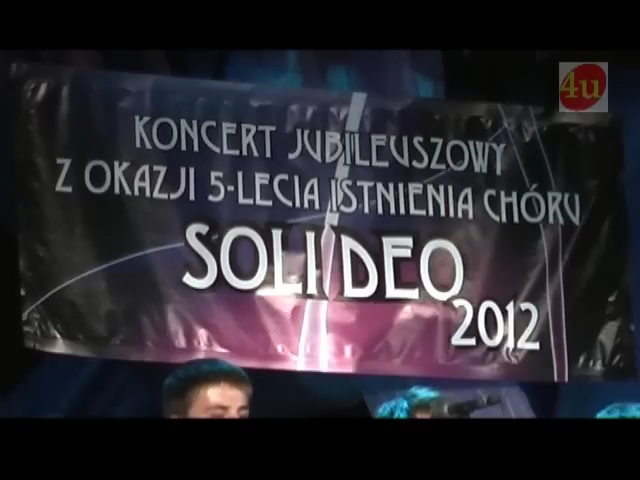 4u
KONCERT JUBILEUSZOWY
Z OKAZJI 5-LECIA ISTNIENIA CHÓRU
SOLI DEO
2012